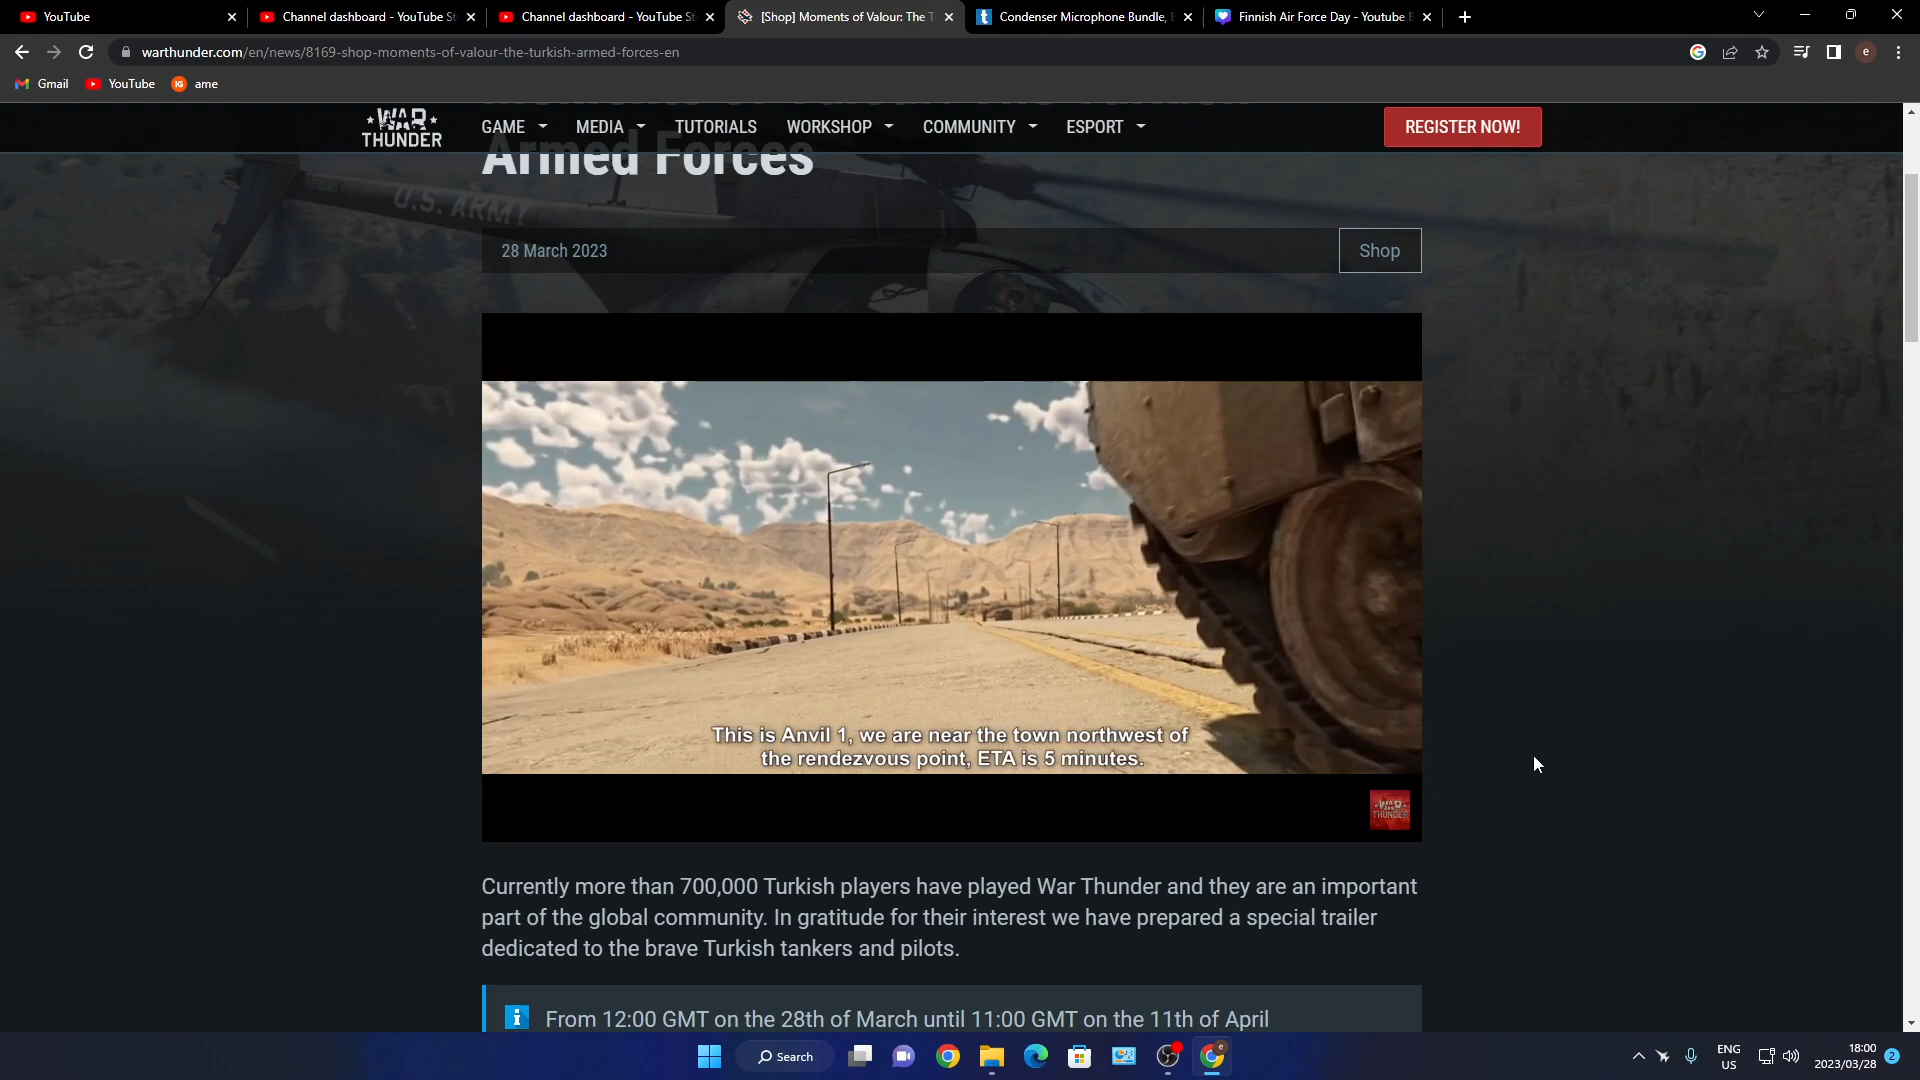 YouTube
Channel dashboard - YouTube St
Channel dashboard - YouTube St
[Shop] Moments of Valour: The T
Condenser Microphone Bundle,
Finnish Air Force Day - Youtube
warthunder.com/en/news/8169-shop-moments-of-valour-the-turkish-armed-forces-en
e
Gmail
YouTube
IG ame
WAR THUNDER
GAME
MEDIA
TUTORIALS
WORKSHOP
COMMUNITY
ESPORT
REGISTER NOW!
Armed Forces
U.S. ARMY
28 March 2023
Shop
This is Anvil 1, we are near the town northwest of
the rendezvous point, ETA is 5 minutes.
WAR THUNDER
Currently more than 700,000 Turkish players have played War Thunder and they are an important
part of the global community. In gratitude for their interest we have prepared a special trailer
dedicated to the brave Turkish tankers and pilots.
From 12:00 GMT on the 28th of March until 11:00 GMT on the 11th of April
Search
ENG
US
18:00
2023/03/28
2